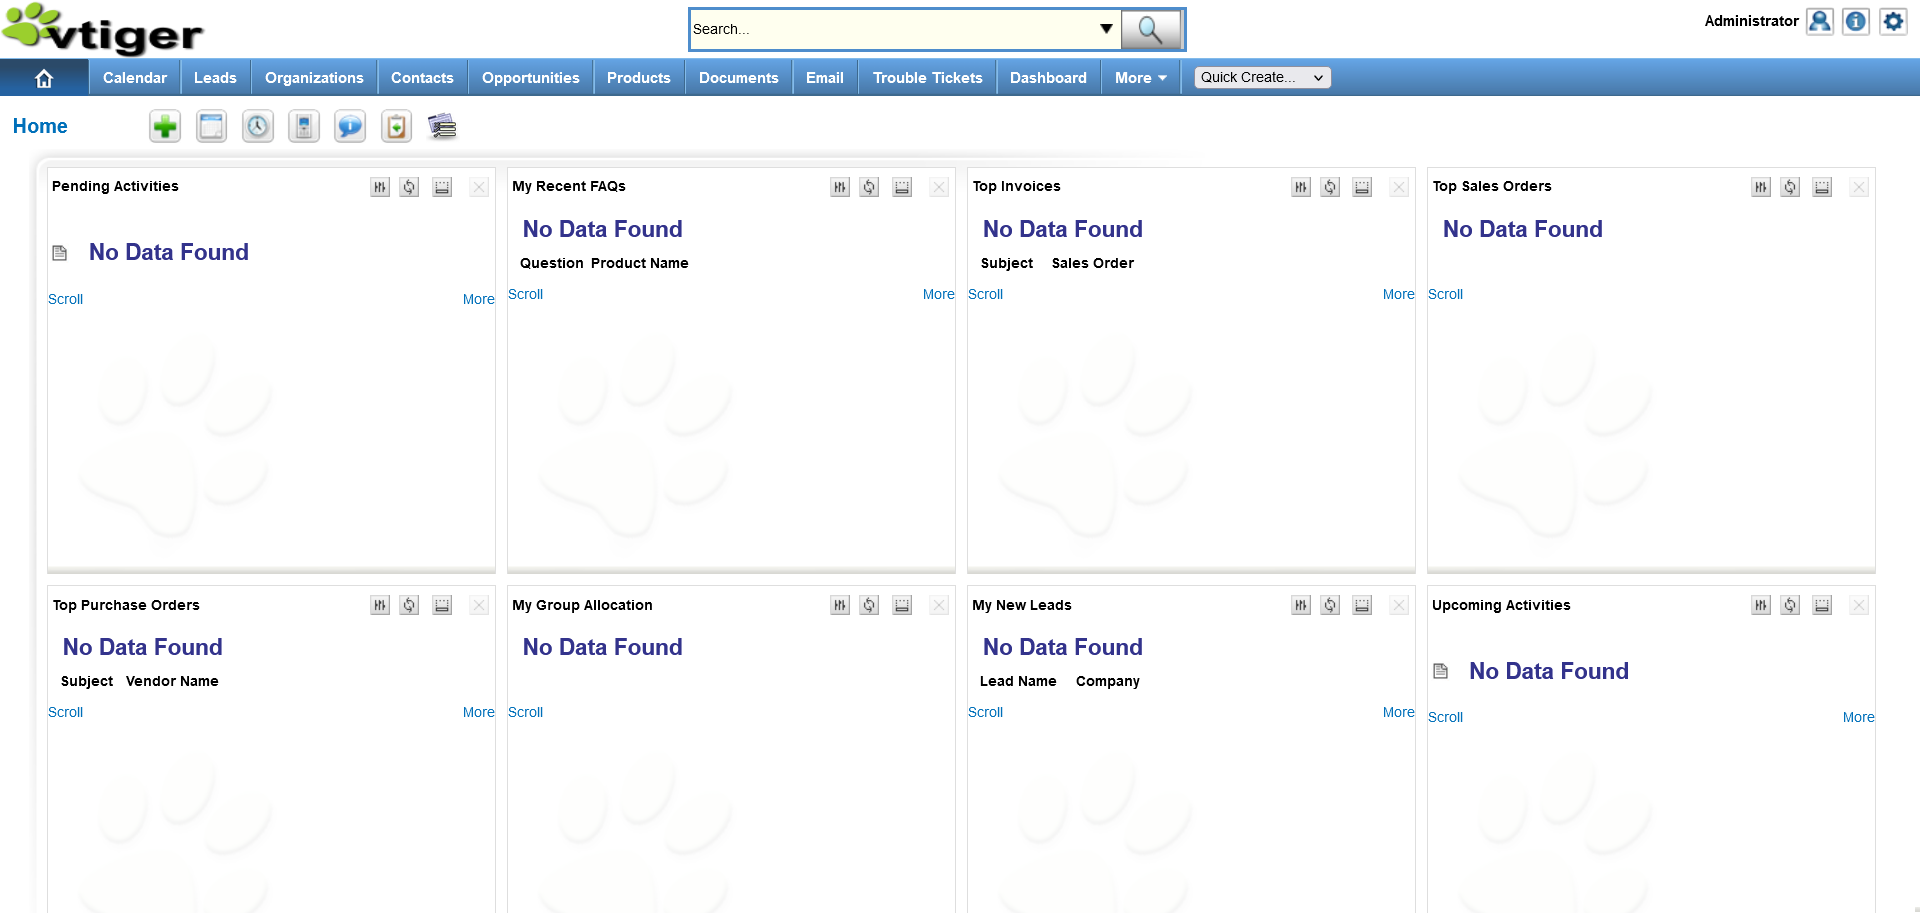 vtiger
Search...
Administrator
Calendar Leads Organizations Contacts Opportunities Products Documents Email Trouble Tickets Dashboard More Quick Create...
Home
Pending Activities
No Data Found
Scroll More
My Recent FAQs
No Data Found
Question Product Name
Scroll More
Top Invoices
No Data Found
Subject Sales Order
Scroll More
Top Sales Orders
No Data Found
Scroll
Top Purchase Orders
No Data Found
Subject Vendor Name
Scroll More
My Group Allocation
No Data Found
Scroll
My New Leads
No Data Found
Lead Name Company
Scroll More
Upcoming Activities
No Data Found
Scroll More